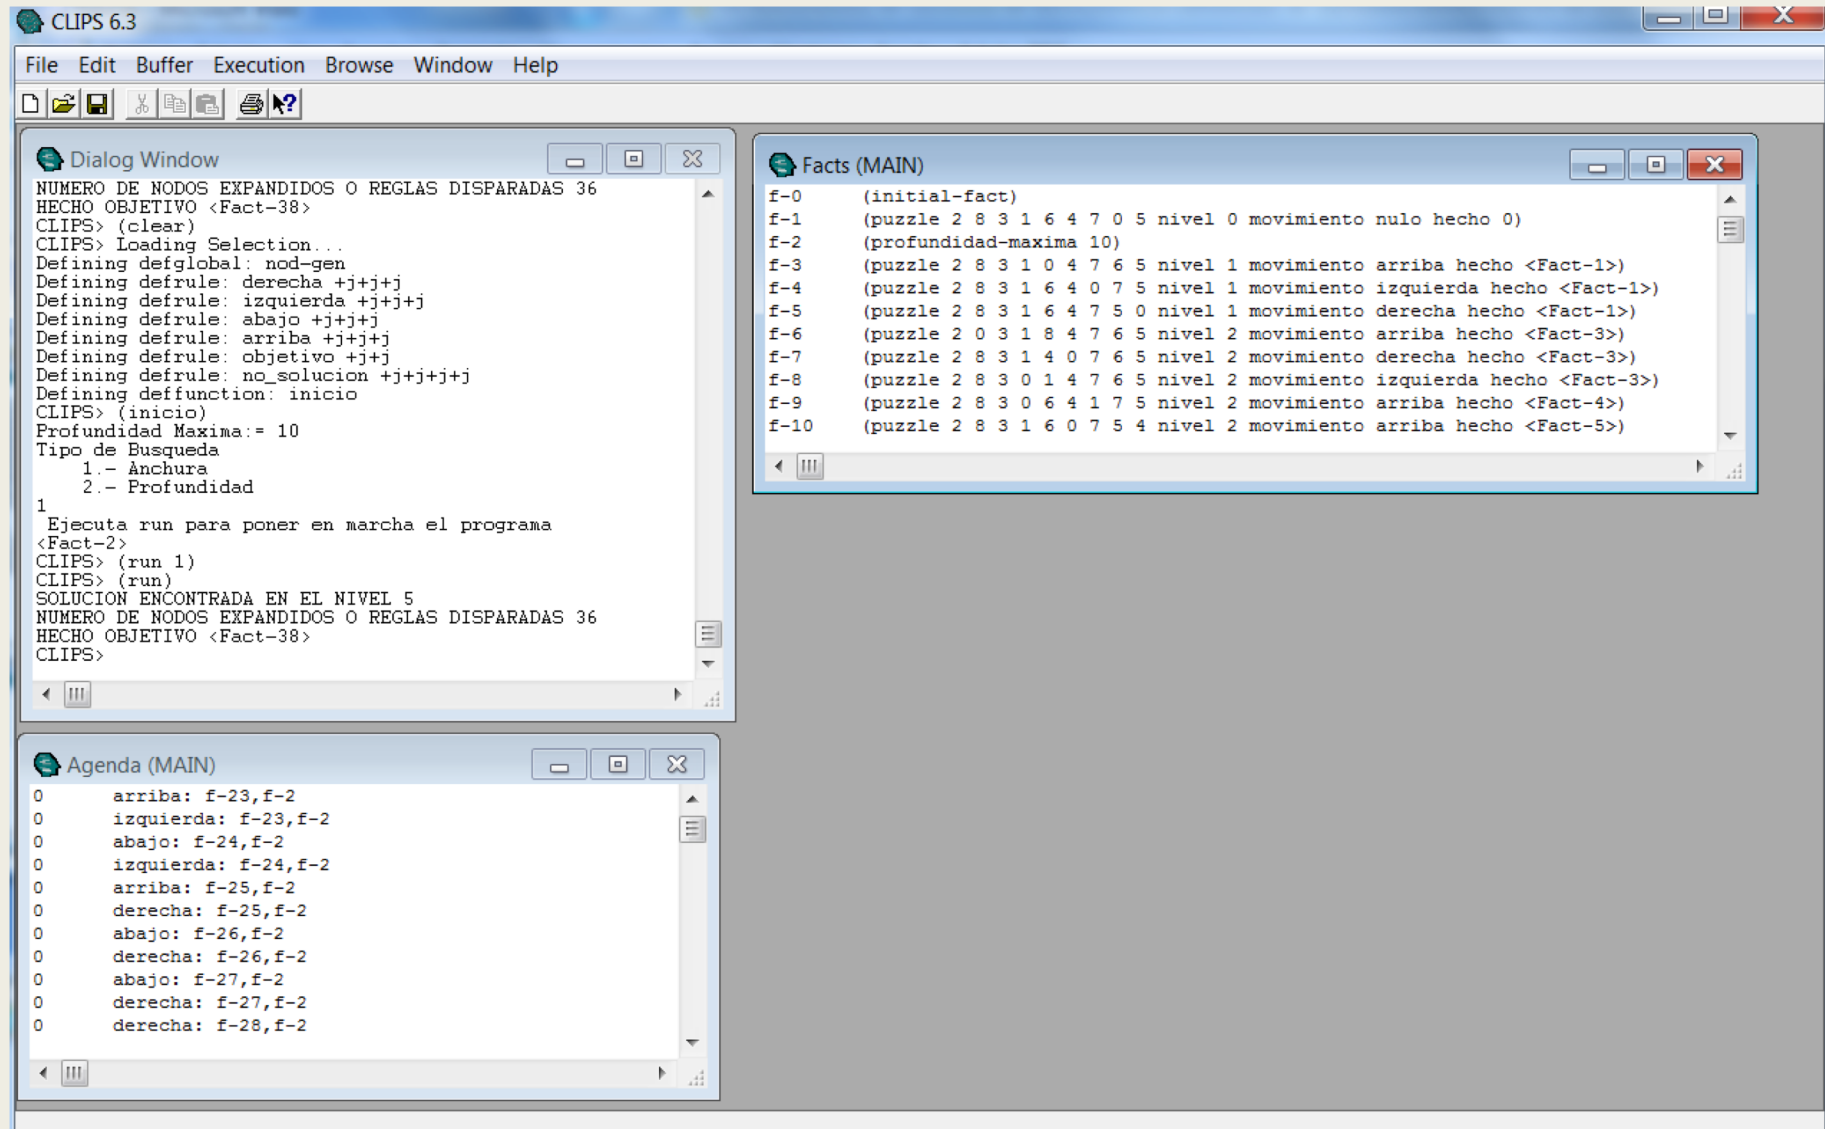 CLIPS 6.3
File Edit Buffer Execution Browse Window Help
Dialog Window
NUMERO DE NODOS EXPANDIDOS O REGLAS DISPARADAS 36
HECHO OBJETIVO <Fact-38>
CLIPS> (clear)
CLIPS> Loading Selection...
Defining defglobal: nod-gen
Defining defrule: derecha +j+j+j
Defining defrule: izquierda +j+j+j
Defining defrule: abajo +j+j+j
Defining defrule: arriba +j+j+j
Defining defrule: objetivo +j+j
Defining defrule: no_solucion +j+j+j+j
Defining deffunction: inicio
CLIPS> (inicio)
Profundidad Maxima:= 10
Tipo de Busqueda
1.- Anchura
2.- Profundidad
1
Ejecuta run para poner en marcha el programa
<Fact-2>
CLIPS> (run 1)
CLIPS> (run)
SOLUCION ENCONTRADA EN EL NIVEL 5
NUMERO DE NODOS EXPANDIDOS O REGLAS DISPARADAS 36
HECHO OBJETIVO <Fact-38>
CLIPS>
Facts (MAIN)
f-0 (initial-fact)
f-1 (puzzle 2 8 3 1 6 4 7 0 5 nivel 0 movimiento nulo hecho 0)
f-2 (profundidad-maxima 10)
f-3 (puzzle 2 8 3 1 0 4 7 6 5 nivel 1 movimiento arriba hecho <Fact-1>)
f-4 (puzzle 2 8 3 1 6 4 0 7 5 nivel 1 movimiento izquierda hecho <Fact-1>)
f-5 (puzzle 2 8 3 1 6 4 7 5 0 nivel 1 movimiento derecha hecho <Fact-1>)
f-6 (puzzle 2 0 3 1 8 4 7 6 5 nivel 2 movimiento arriba hecho <Fact-3>)
f-7 (puzzle 2 8 3 1 4 0 7 6 5 nivel 2 movimiento derecha hecho <Fact-3>)
f-8 (puzzle 2 8 3 0 1 4 7 6 5 nivel 2 movimiento izquierda hecho <Fact-3>)
f-9 (puzzle 2 8 3 0 6 4 1 7 5 nivel 2 movimiento arriba hecho <Fact-4>)
f-10 (puzzle 2 8 3 1 6 0 7 5 4 nivel 2 movimiento arriba hecho <Fact-5>)
Agenda (MAIN)
0 arriba: f-23,f-2
0 izquierda: f-23,f-2
0 abajo: f-24,f-2
0 izquierda: f-24,f-2
0 arriba: f-25,f-2
0 derecha: f-25,f-2
0 abajo: f-26,f-2
0 derecha: f-26,f-2
0 abajo: f-27,f-2
0 derecha: f-27,f-2
0 derecha: f-28,f-2